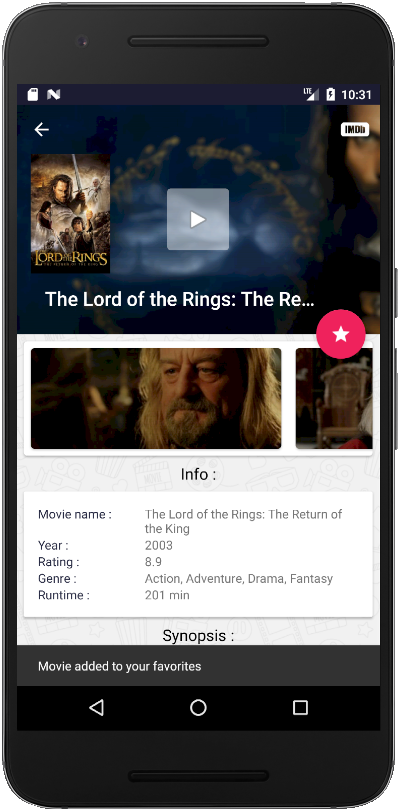 LTE 10:31
IMDb
LORD OF THE RINGS
THE RETURN OF THE KING
The Lord of the Rings: The Re...
Info :
Movie name : The Lord of the Rings: The Return of
the King
Year : 2003
Rating : 8.9
Genre : Action, Adventure, Drama, Fantasy
Runtime : 201 min
Synopsis :
Movie added to your favorites